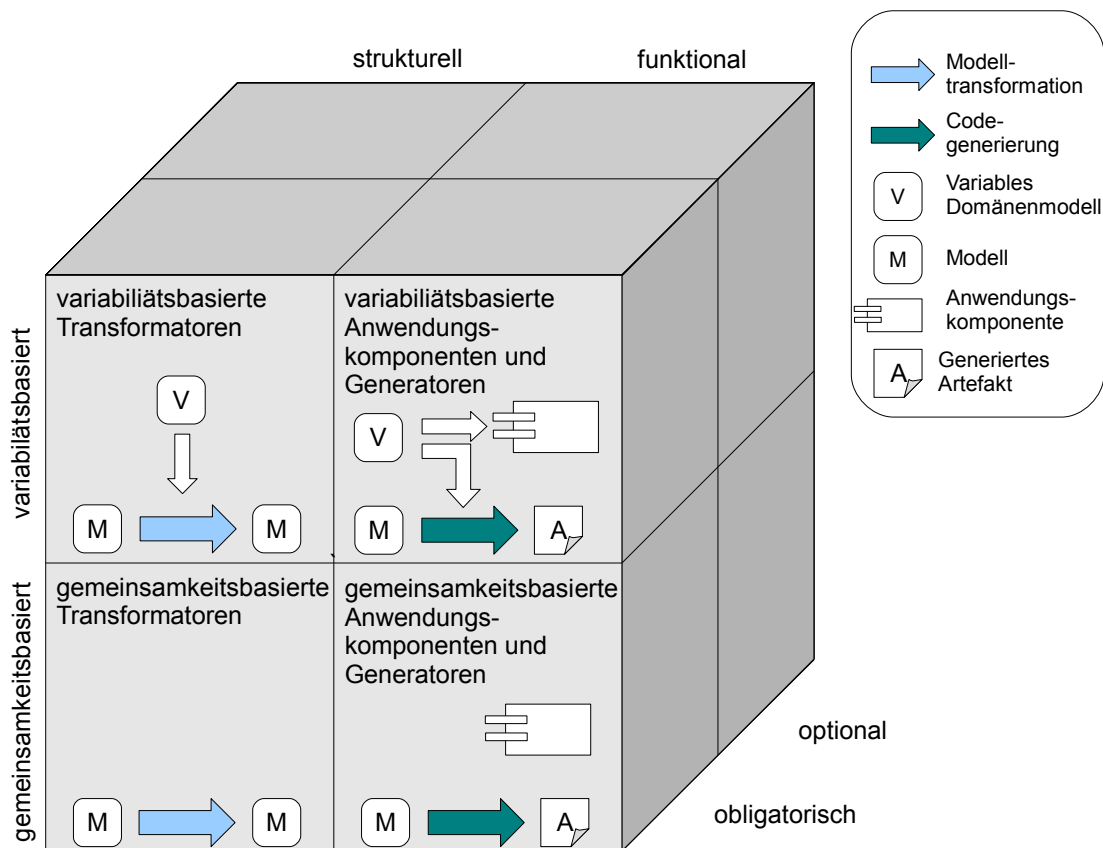 strukturell
funktional
Modell-
transformation
Code-
generierung
V
Variables
Domänenmodell
M
Modell
Anwendungs-
komponente
A
Generiertes
Artefakt
variabilitätsbasiert
variabiliätsbasierte
Transformatoren
V
M
M
variabiliätsbasierte
Anwendungs-
komponenten und
Generatoren
V
M
A
gemeinsamkeitsbasiert
gemeinsamkeitsbasierte
Transformatoren
M
M
gemeinsamkeitsbasierte
Anwendungs-
komponenten und
Generatoren
M
A
optional
obligatorisch